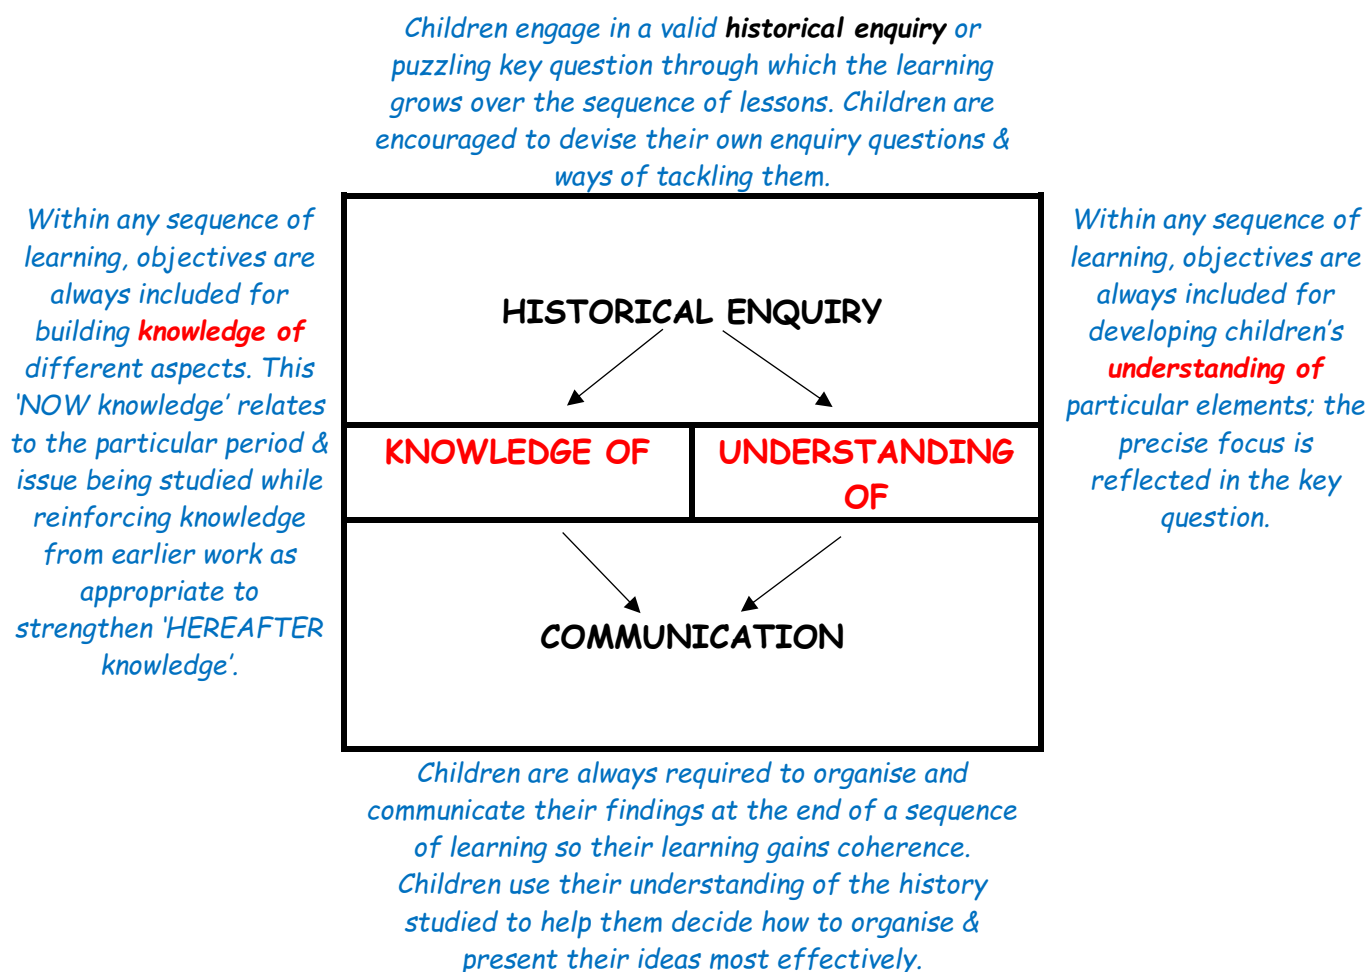 Children engage in a valid historical enquiry or
puzzling key question through which the learning
grows over the sequence of lessons. Children are
encouraged to devise their own enquiry questions &
ways of tackling them.
Within any sequence of
learning, objectives are
always included for
building knowledge of
different aspects. This
‘NOW knowledge’ relates
to the particular period &
issue being studied while
reinforcing knowledge
from earlier work as
appropriate to
strengthen ‘HEREAFTER
knowledge’.
HISTORICAL ENQUIRY
KNOWLEDGE OF
UNDERSTANDING
OF
COMMUNICATION
Within any sequence of
learning, objectives are
always included for
developing children’s
understanding of
particular elements; the
precise focus is
reflected in the key
question.
Children are always required to organise and
communicate their findings at the end of a sequence
of learning so their learning gains coherence.
Children use their understanding of the history
studied to help them decide how to organise &
present their ideas most effectively.